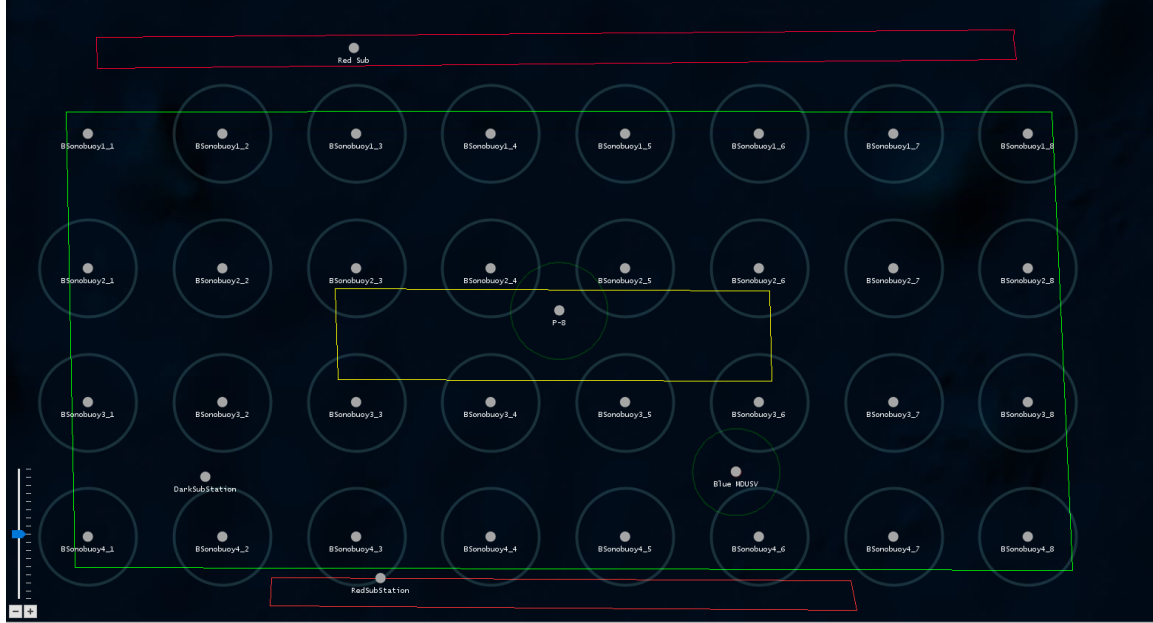 Red Sub
BSonobuoy1_1 BSonobuoy1_2 BSonobuoy1_3 BSonobuoy1_4 BSonobuoy1_5 BSonobuoy1_6 BSonobuoy1_7 BSonobuoy1_8
BSonobuoy2_1 BSonobuoy2_2 BSonobuoy2_3 BSonobuoy2_4 BSonobuoy2_5 BSonobuoy2_6 BSonobuoy2_7 BSonobuoy2_8
P-8
BSonobuoy3_1 BSonobuoy3_2 BSonobuoy3_3 BSonobuoy3_4 BSonobuoy3_5 BSonobuoy3_6 BSonobuoy3_7 BSonobuoy3_8
Blue MDUSV
DarkSubStation
BSonobuoy4_1 BSonobuoy4_2 BSonobuoy4_3 BSonobuoy4_4 BSonobuoy4_5 BSonobuoy4_6 BSonobuoy4_7 BSonobuoy4_8
RedSubStation